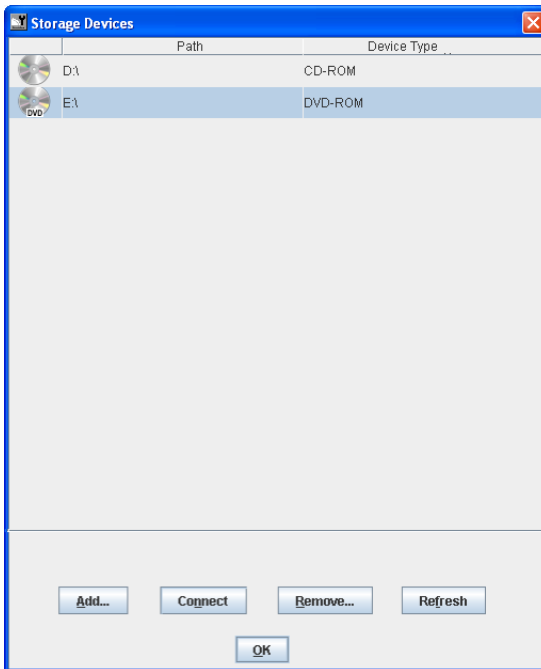 Storage Devices
Path Device Type
D:\ CD-ROM
DVD E:\ DVD-ROM
Add... Connect Remove... Refresh
OK